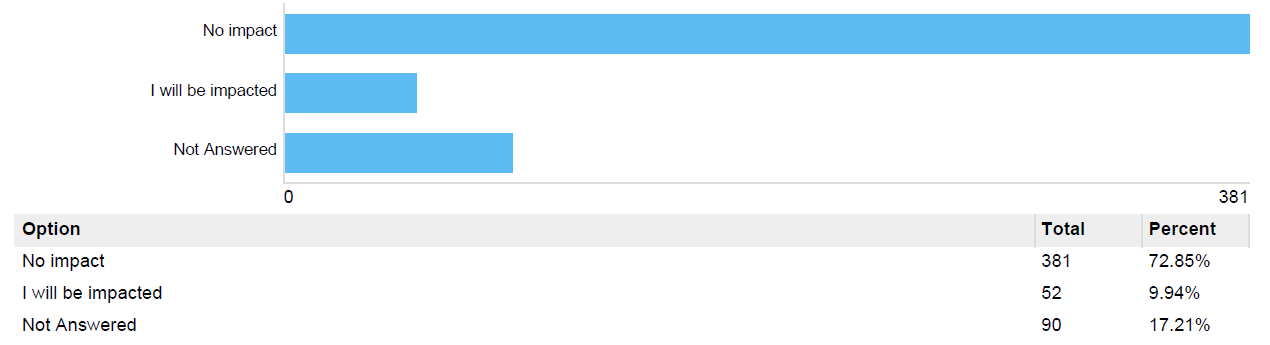 No impact
I will be impacted
Not Answered
0 381
Option Total Percent
No impact 381 72.85%
I will be impacted 52 9.94%
Not Answered 90 17.21%